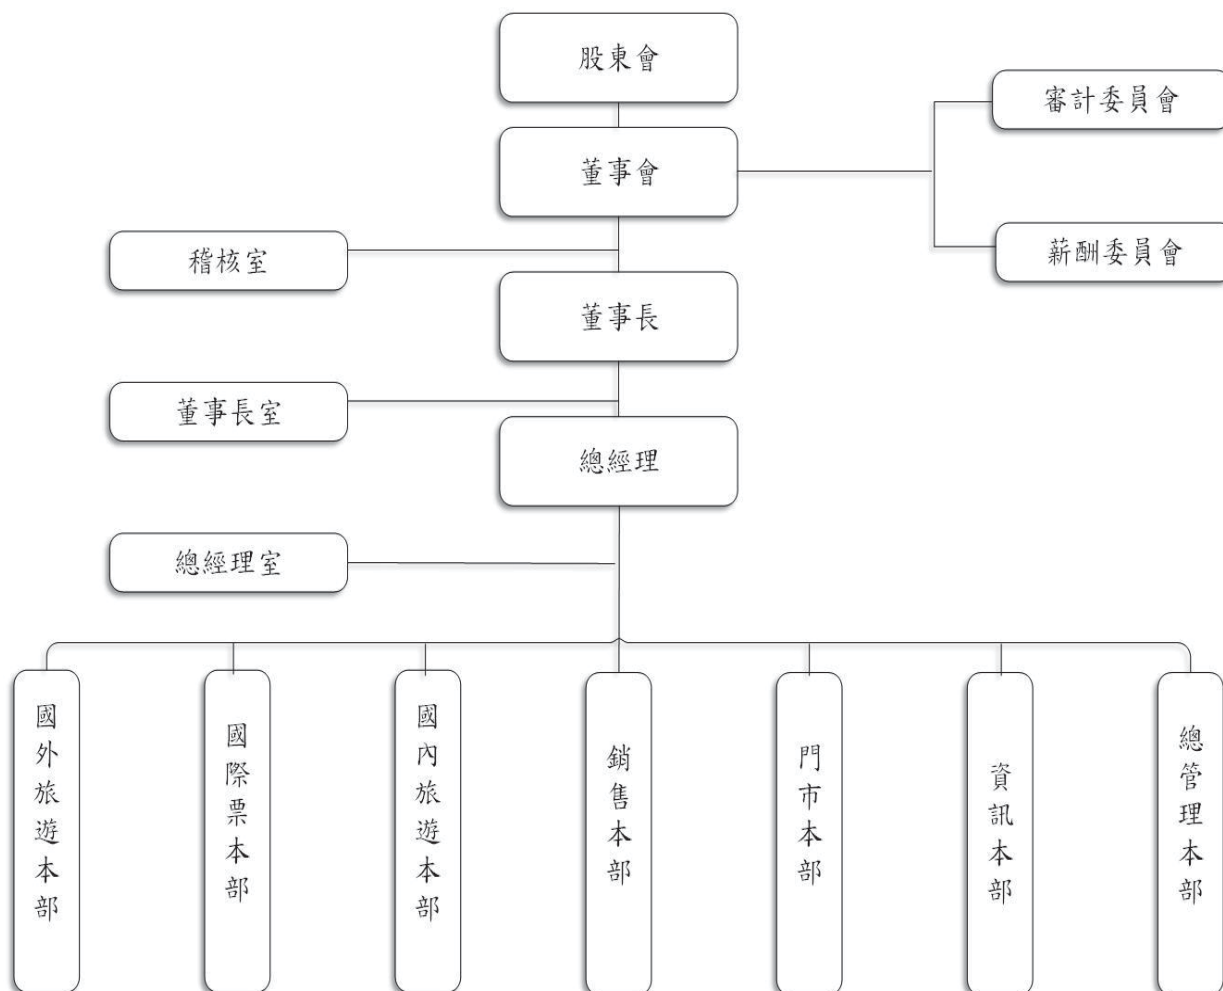 股東會
審計委員會
董事會
薪酬委員會
稽核室
董事長
董事長室
總經理
總經理室
國外旅遊本部
國際票本部
國內旅遊本部
銷售本部
門市本部
資訊本部
總管理本部